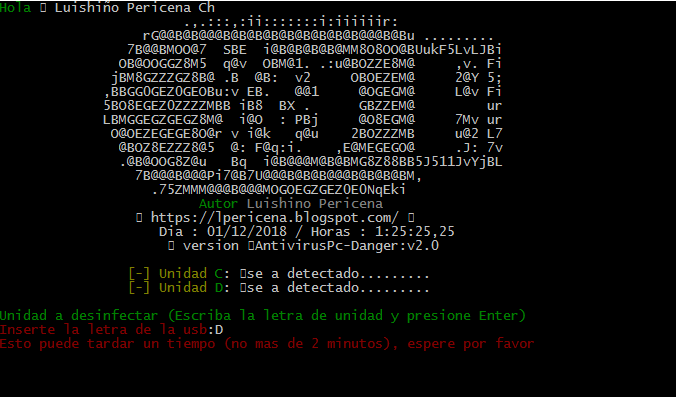 Hola ▯ Luishiño Pericena Ch
.,.:::,:ii:::::::i:iiiiiir:
rG@@B@B@@@B@B@B@B@B@B@B@B@@@B@B@Bu .........
7B@@BMOO@7  SBE  i@B@B@B@B@MM8O8OO@BUukF5LvLJBi
OB@OOGGZ8M5  q@v  OBM@1. .:u@BOZZE8M@     ,v. Fi
jBM8GZZZGZ8B@ .B  @B:  v2     OBOEZEM@     2@Y 5;
,BBGG0GEZ0GEOBu:v EB.   @@1     @OGEGM@     L@v Fi
5BO8EGEZ0ZZZZMBB iB8  BX .      GBZZEM@        ur
LBMGGEGZGEGZ8M@  i@O  : PBj     @O8EGM@     7Mv ur
O@OEZEGEGE8O@r v i@k   q@u    2BOZZZMB     u@2 L7
@BOZ8EZZZ8@5   @: F@q:i.    ,E@MEGEGO@     .J: 7v
.@B@OOG8Z@u   Bq  i@B@@@M@B@BMG8Z88BB5J511JvYjBL
7B@@@B@@@Pi7@B7U@@@B@B@B@@@B@B@B@BM,
.75ZMMM@@@B@@@MOGOEGZGEZ0E0NqEki
Autor Luishino Pericena
▯ https://lpericena.blogspot.com/ ▯
Dia : 01/12/2018 / Horas : 1:25:25,25
▯ version ▯AntivirusPc-Danger:v2.0
[-] Unidad C: ▯se a detectado.........
[-] Unidad D: ▯se a detectado.........
Unidad a desinfectar (Escriba la letra de unidad y presione Enter)
Inserte la letra de la usb:D
Esto puede tardar un tiempo (no mas de 2 minutos), espere por favor